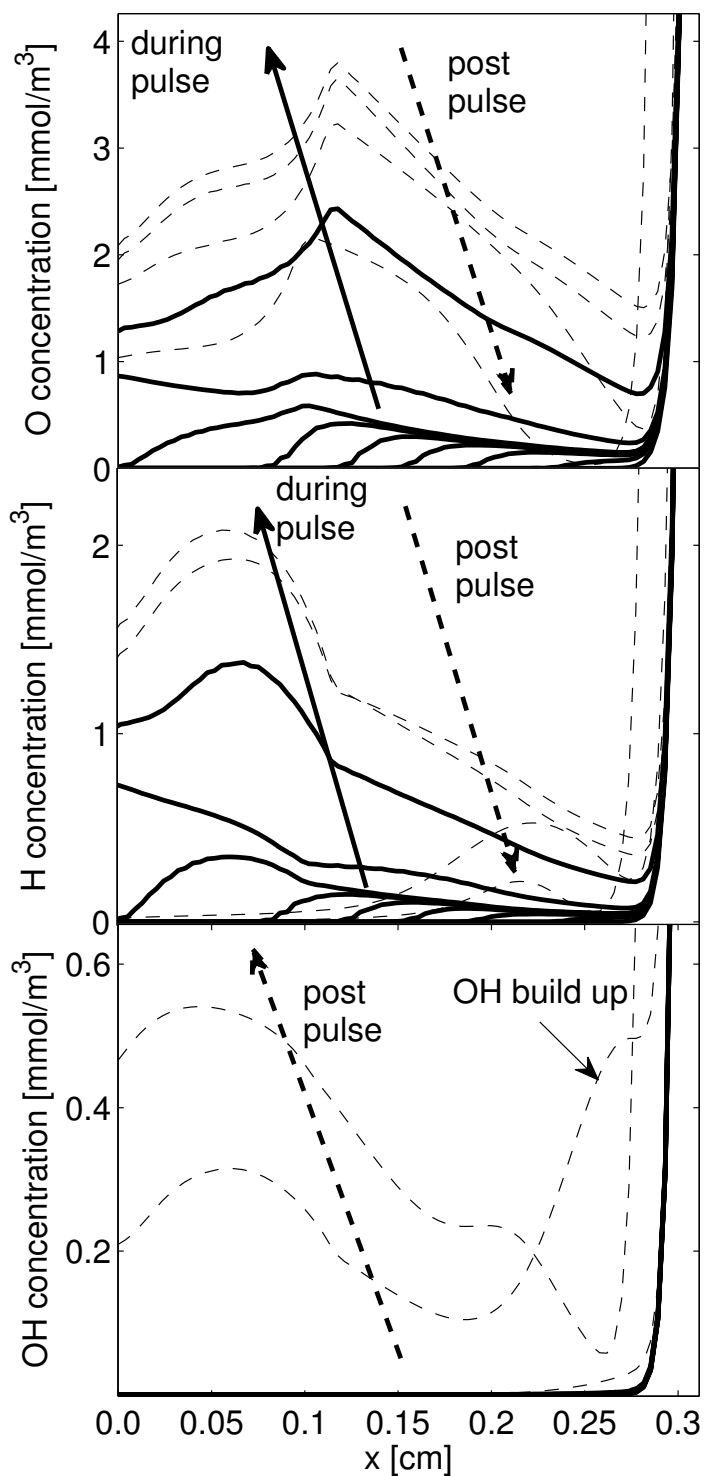 during
pulse
post
pulse
O concentration [mmol/m³]
4
3
2
1
0
during
pulse
post
pulse
H concentration [mmol/m³]
2
1
0
post
pulse
OH build up
OH concentration [mmol/m³]
0.6
0.4
0.2
0.0 0.05 0.1 0.15 0.2 0.25 0.3
x [cm]